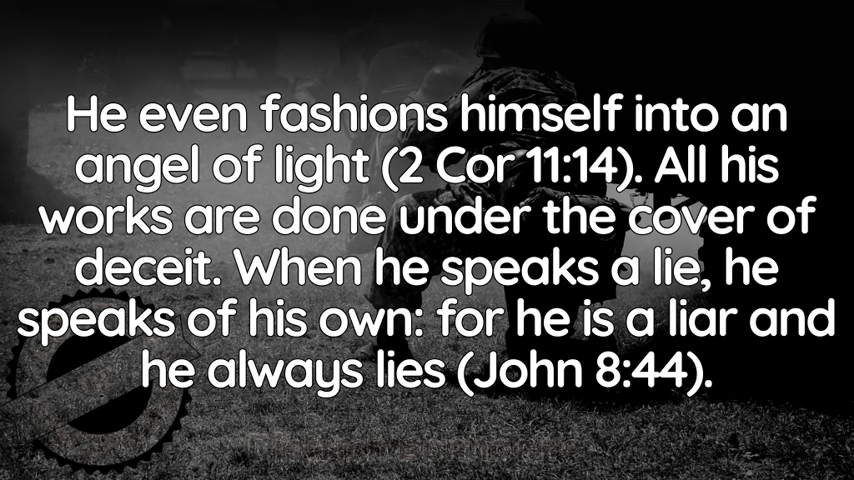 He even fashions himself into an
angel of light (2 Cor 11:14). All his
works are done under the cover of
deceit. When he speaks a lie, he
speaks of his own: for he is a liar and
he always lies (John 8:44).